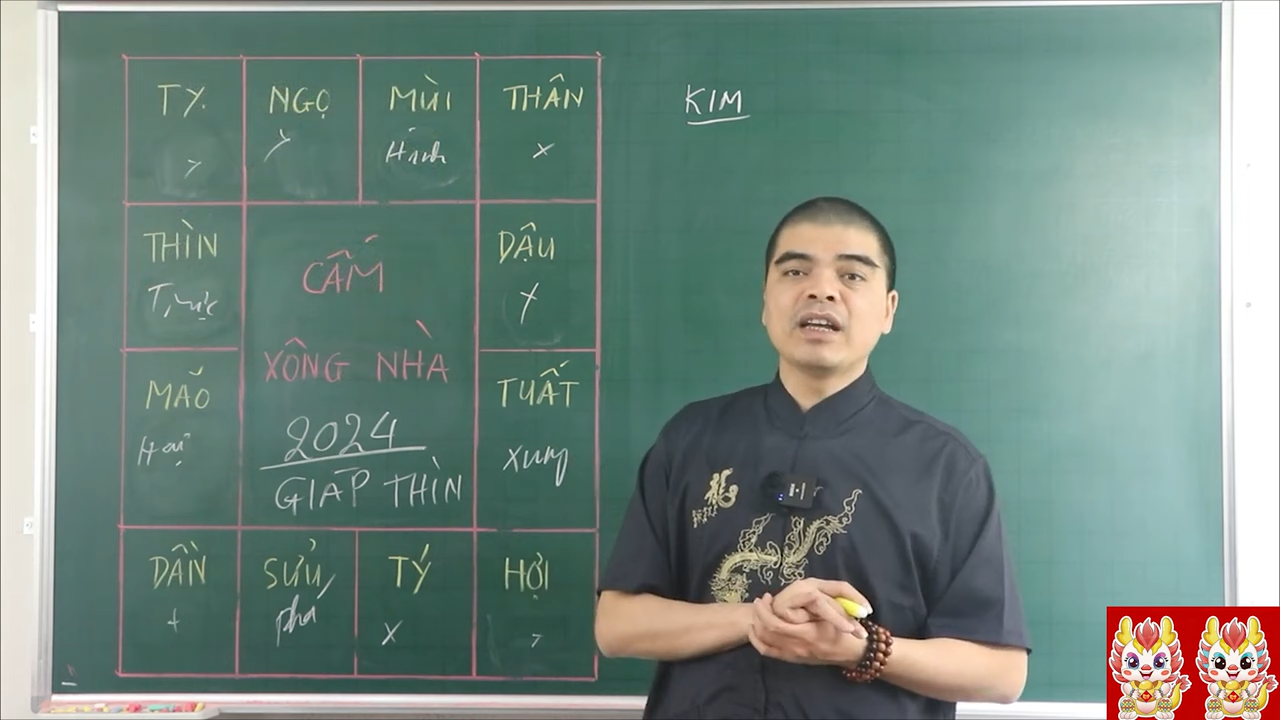 TỴ
NGỌ
MÙI
THÂN
KIM
Hình
x
THÌN
CẤM
DẬU
XÔNG NHÀ
MÃO
TUẤT
Hại
2024
xung
GIÁP THÌN
DẦN
SỬU
TÝ
HỢI
+
phá
x
龍